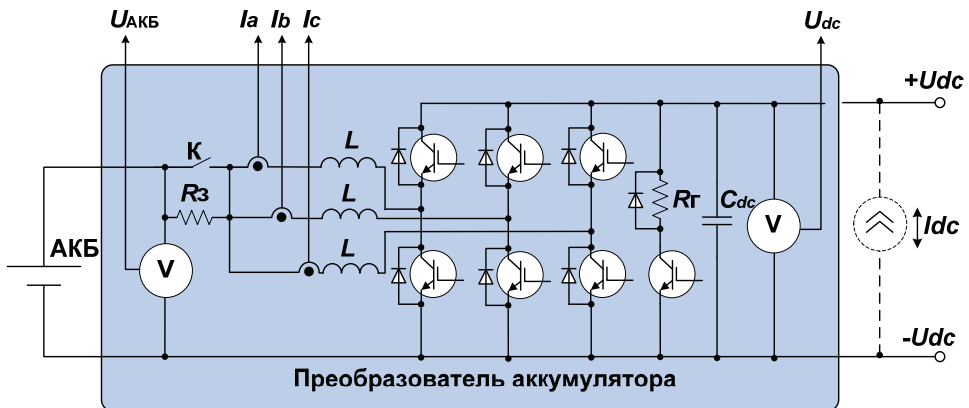 UАКБ Ia Ib Ic Udc
+Udc
К L
Rз L Rг Cdc V Idc
АКБ V L
-Udc
Преобразователь аккумулятора